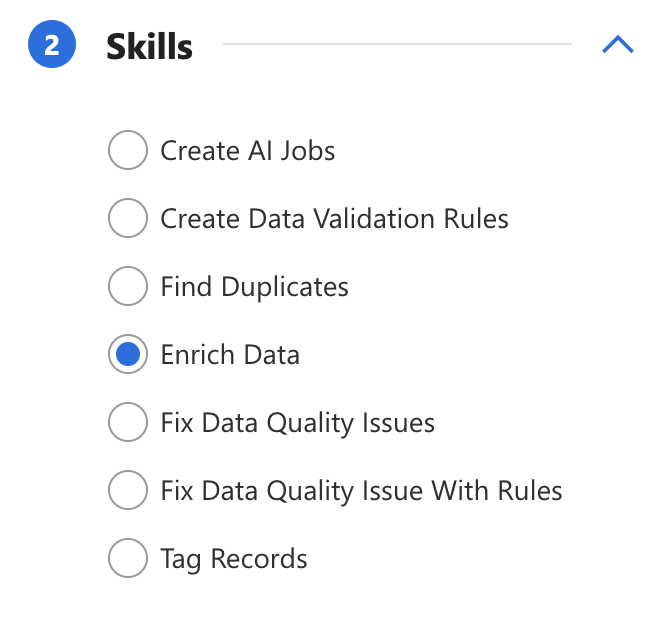 2 Skills
Create AI Jobs
Create Data Validation Rules
Find Duplicates
Enrich Data
Fix Data Quality Issues
Fix Data Quality Issue With Rules
Tag Records